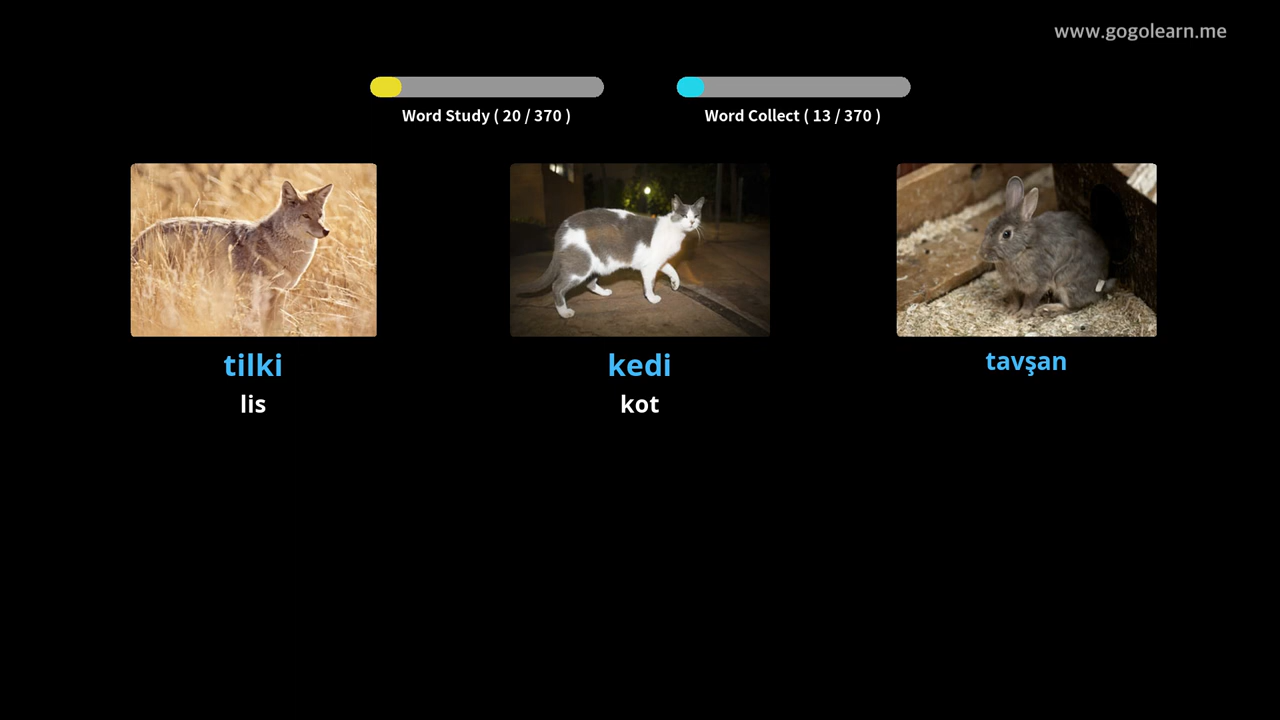 www.gogolearn.me
Word Study ( 20 / 370 )
Word Collect ( 13 / 370 )
tilki
lis
kedi
kot
tavşan